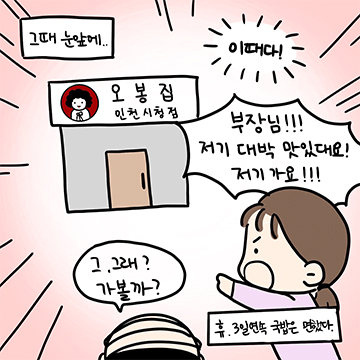 그때 눈앞에..
이때다!
오봉집
인천시청점
부장님!!!
저기 대박 맛있대요!
저기가요!!!
그,그래?
가볼까?
휴, 3일연속 국밥은 면했다.